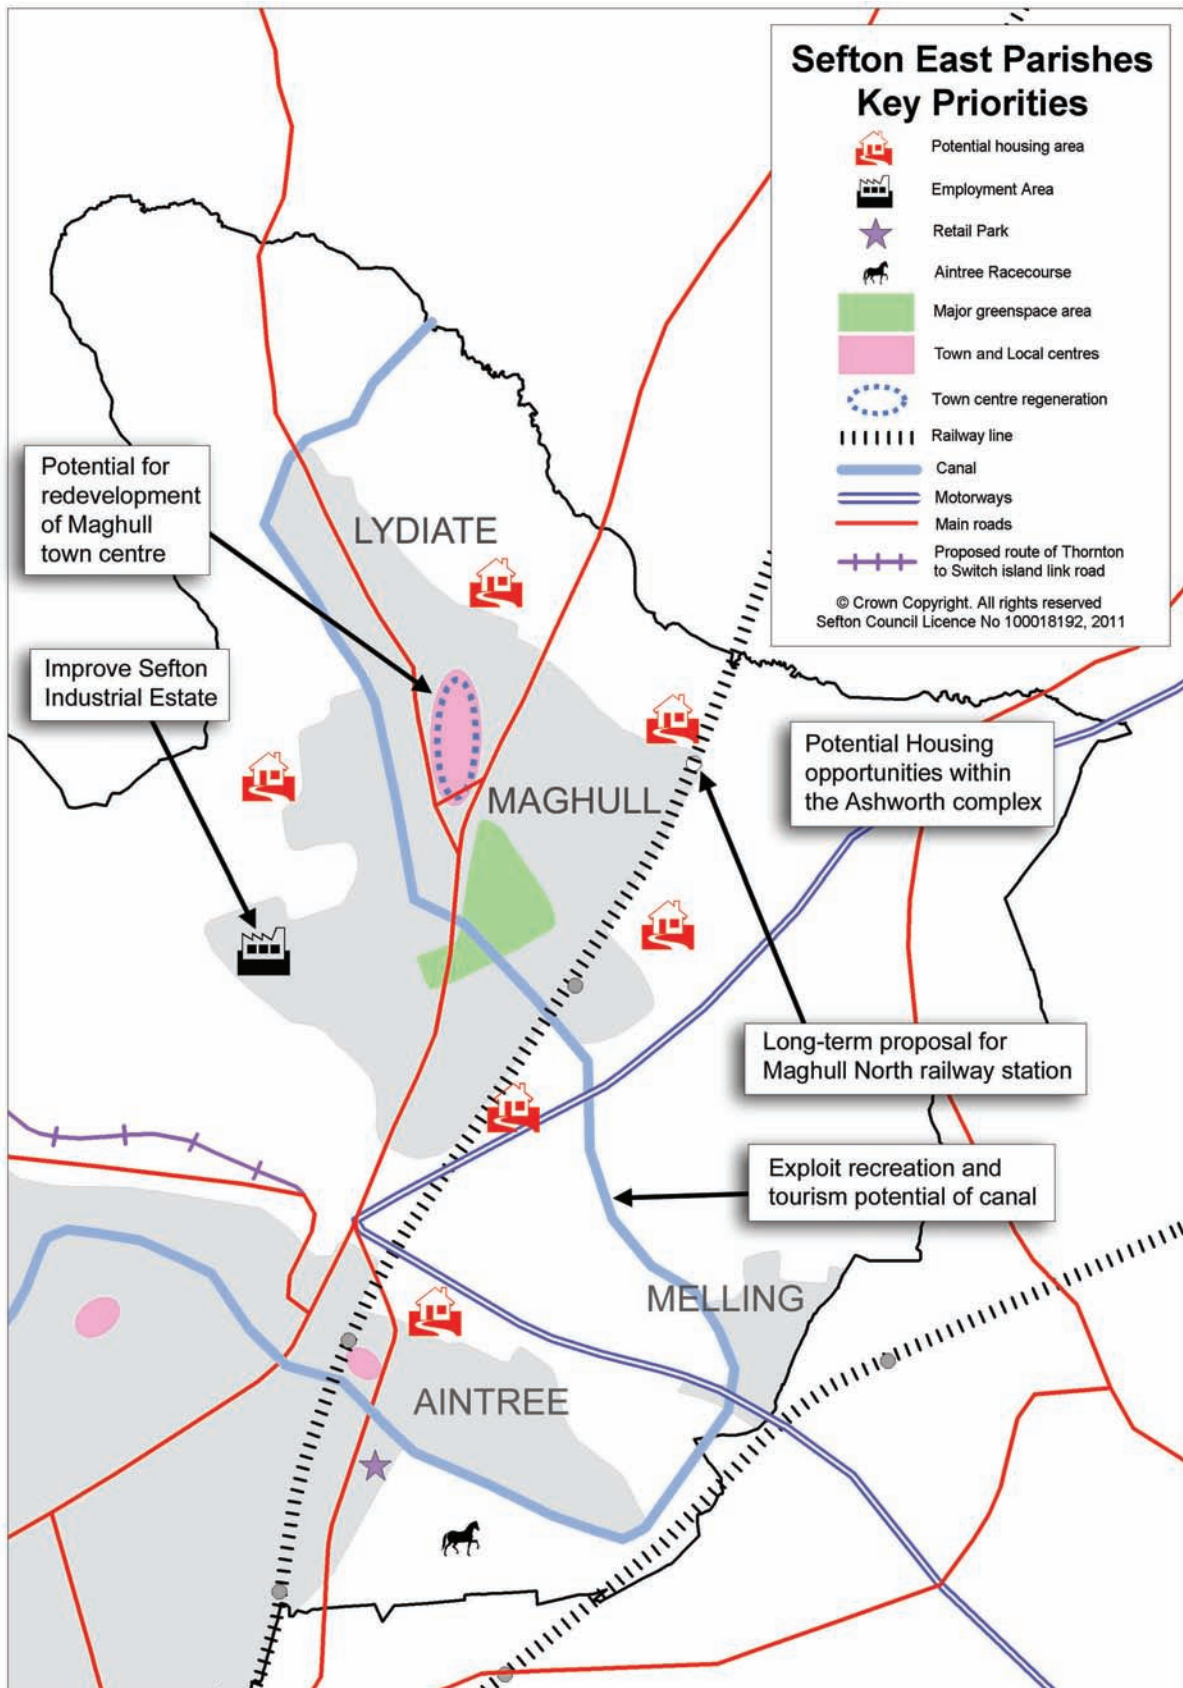 Sefton East Parishes
Key Priorities
Potential housing area
Employment Area
Retail Park
Aintree Racecourse
Major greenspace area
Town and Local centres
Town centre regeneration
Railway line
Canal
Motorways
Main roads
Proposed route of Thornton
to Switch island link road
© Crown Copyright. All rights reserved
Sefton Council Licence No 100018192, 2011
Potential for
redevelopment
of Maghull
town centre
LYDIATE
Improve Sefton
Industrial Estate
MAGHULL
Potential Housing
opportunities within
the Ashworth complex
Long-term proposal for
Maghull North railway station
Exploit recreation and
tourism potential of canal
MELLING
AINTREE